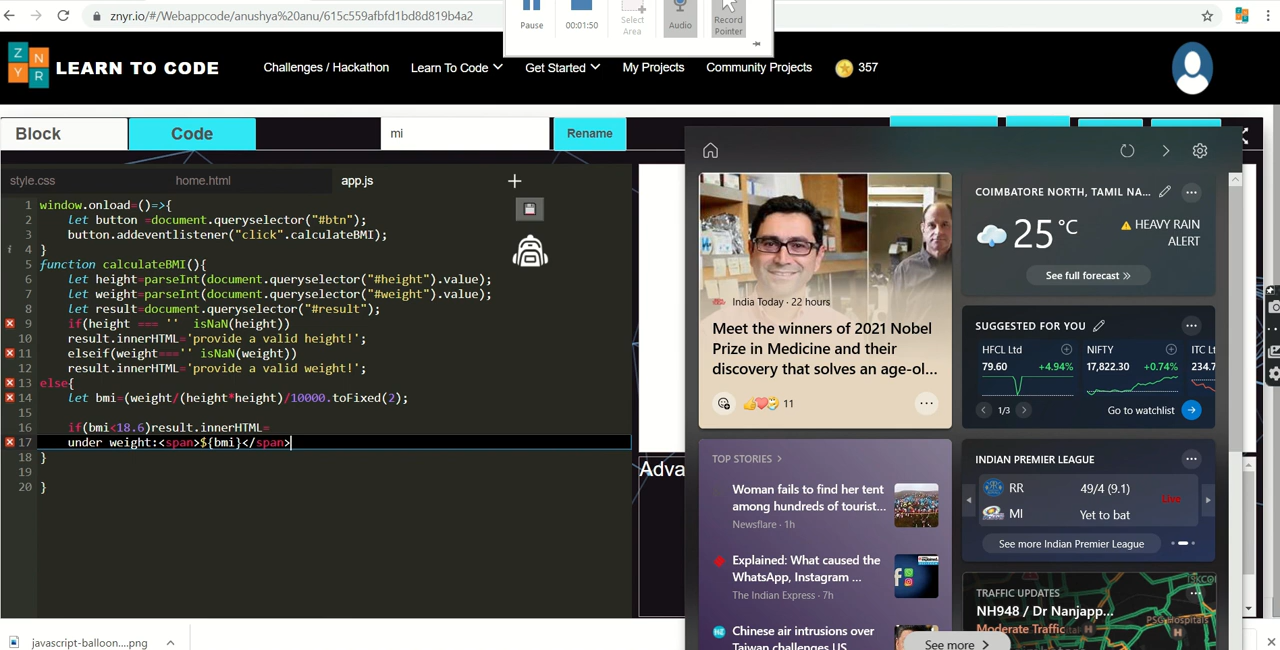 znyr.io/#/Webappcode/anushya%20anu/615c559afbfd1bd8d819b4a2
Pause
00:01:50
Select
Area
Audio
Record
Pointer
Z
N
Y
R
LEARN TO CODE
Challenges / Hackathon
Learn To Code
Get Started
My Projects
Community Projects
357
Block
Code
mi
Rename
style.css
home.html
app.js
1 window.onload=()=>{
2 let button =document.queryselector("#btn");
3 button.addeventlistener("click".calculateBMI);
i 4 }
5 function calculateBMI(){
6 let height=parseInt(document.queryselector("#height").value);
7 let weight=parseInt(document.queryselector("#weight").value);
8 let result=document.queryselector("#result");
9 if(height === '' isNaN(height))
10 result.innerHTML='provide a valid height!';
11 elseif(weight==='' isNaN(weight))
12 result.innerHTML='provide a valid weight!';
13 else{
14 let bmi=(weight/(height*height)/10000.toFixed(2);
15
16 if(bmi<18.6)result.innerHTML=
17 under weight:<span>${bmi}</span>
18 }
19
20 }
Adva
India Today · 22 hours
Meet the winners of 2021 Nobel
Prize in Medicine and their
discovery that solves an age-ol...
11
TOP STORIES
Woman fails to find her tent
among hundreds of tourist...
Newsflare · 1h
Explained: What caused the
WhatsApp, Instagram ...
The Indian Express · 7h
Chinese air intrusions over
Taiwan challenges US
See more
COIMBATORE NORTH, TAMIL NA...
25 °C
HEAVY RAIN
ALERT
See full forecast
SUGGESTED FOR YOU
HFCL Ltd
79.60 +4.94%
NIFTY
17,822.30 +0.74%
ITC Lt
234.7
1/3
Go to watchlist
INDIAN PREMIER LEAGUE
RR 49/4 (9.1)
Live
MI Yet to bat
See more Indian Premier League
TRAFFIC UPDATES
NH948 / Dr Nanjapp...
Moderate Traffic
PSG Hospitals
H
H
javascript-balloon....png